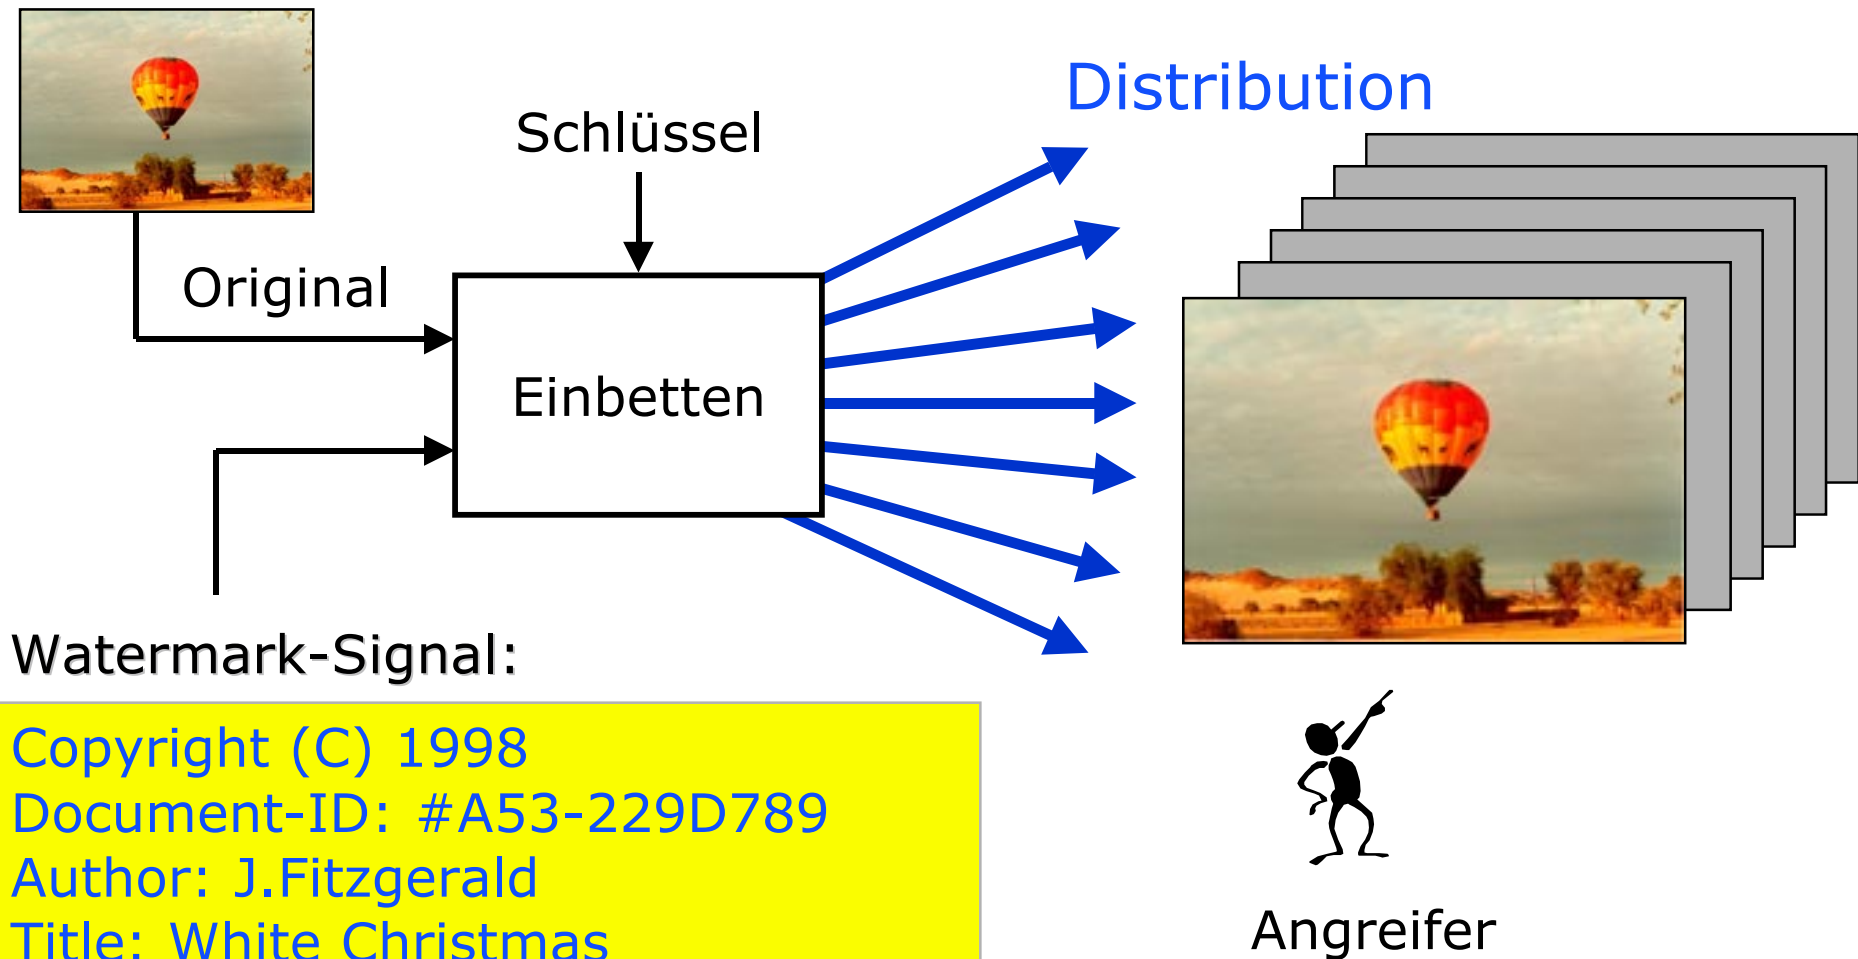 Distribution
Schlüssel
Original
Einbetten
Watermark-Signal:
Copyright (C) 1998
Document-ID: #A53-229D789
Author: J.Fitzgerald
Title: White Christmas
Angreifer